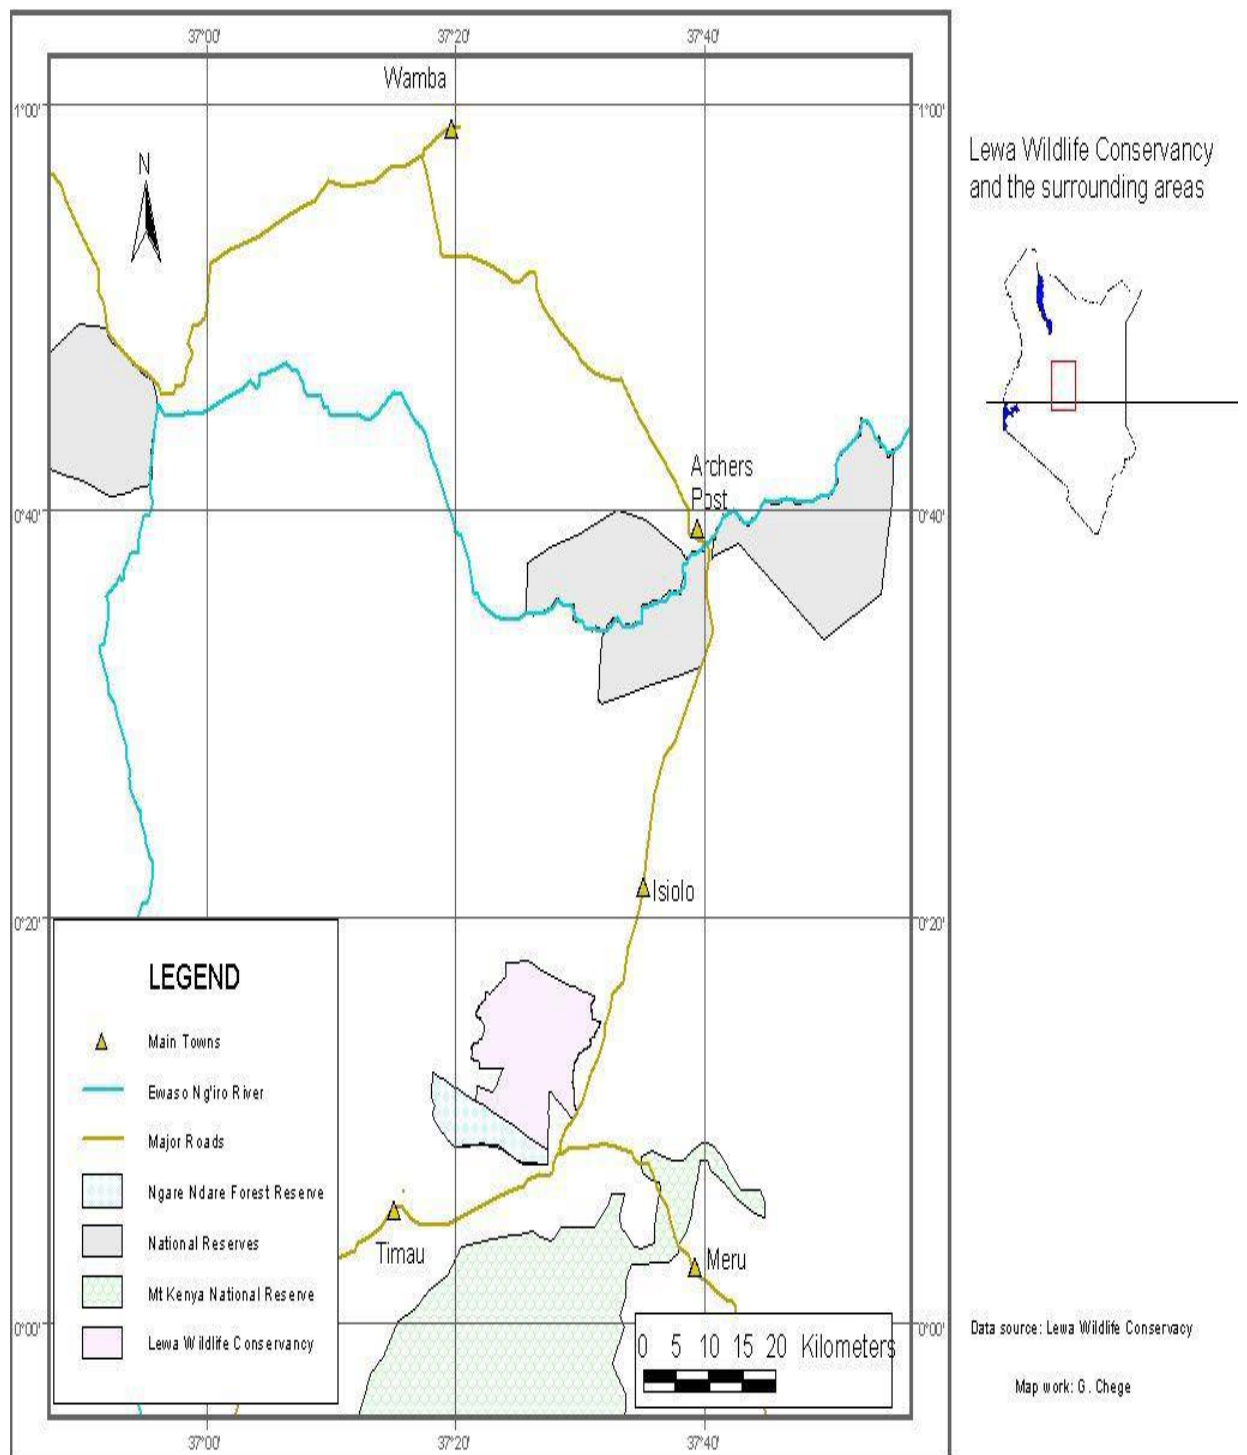 37°00' 37°20' 37°40'
Wamba
1°00' 1°00'
N
Lewa Wildlife Conservancy
and the surrounding areas
Archers
Post
0°40' 0°40'
Isiolo
0°20' 0°20'
LEGEND
Main Towns
Ewaso Ng'iro River
Major Roads
Ngare Ndare Forest Reserve
National Reserves
Mt Kenya National Reserve
Lewa Wildlife Conservancy
Timau
Meru
0 5 10 15 20 Kilometers
0°00' 0°00'
Data source: Lewa Wildlife Conservacy
Map work: G. Chege
37°00' 37°20' 37°40'